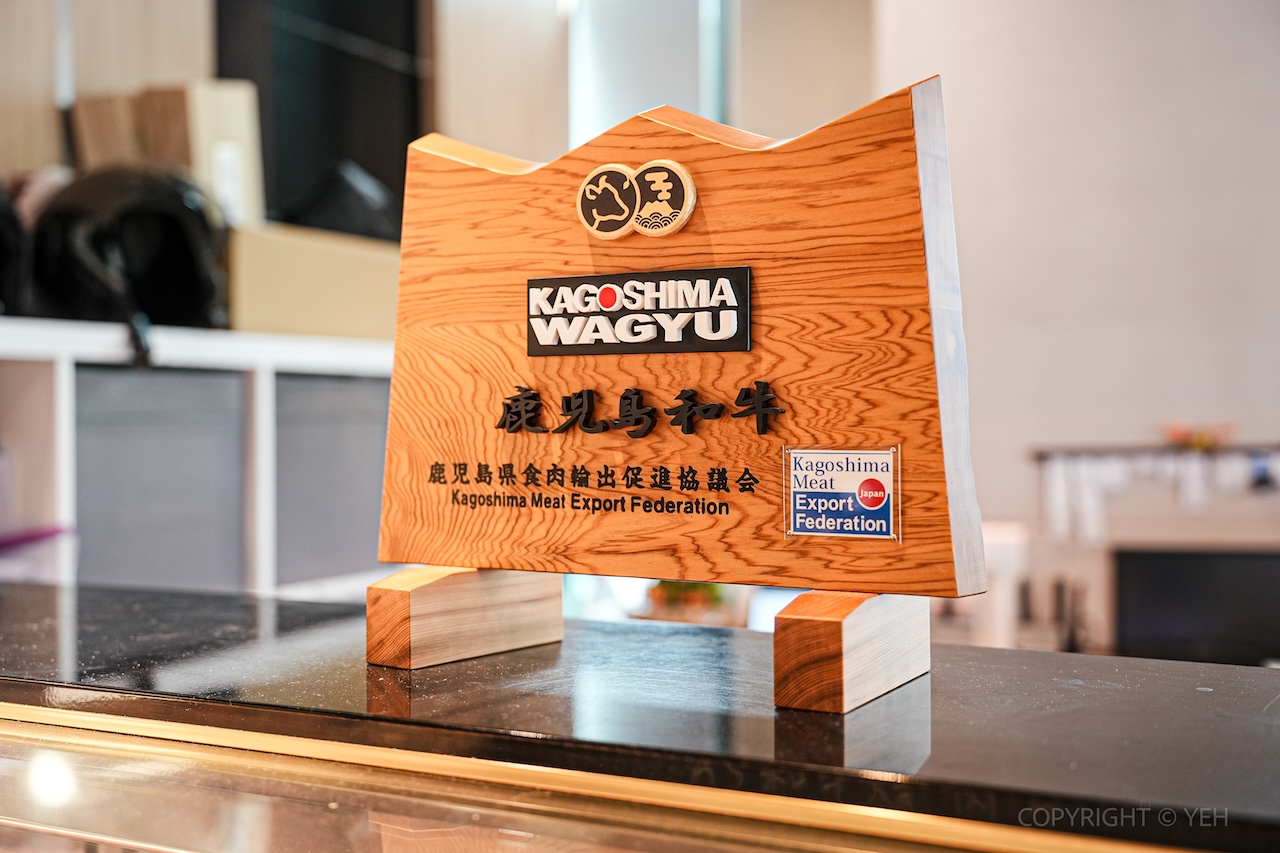 KAGOSHIMA
WAGYU
鹿児島和牛
鹿児島県食肉輸出促進協議会
Kagoshima Meat Export Federation
Kagoshima
Meat
Japan
Export
Federation
COPYRIGHT © YEH